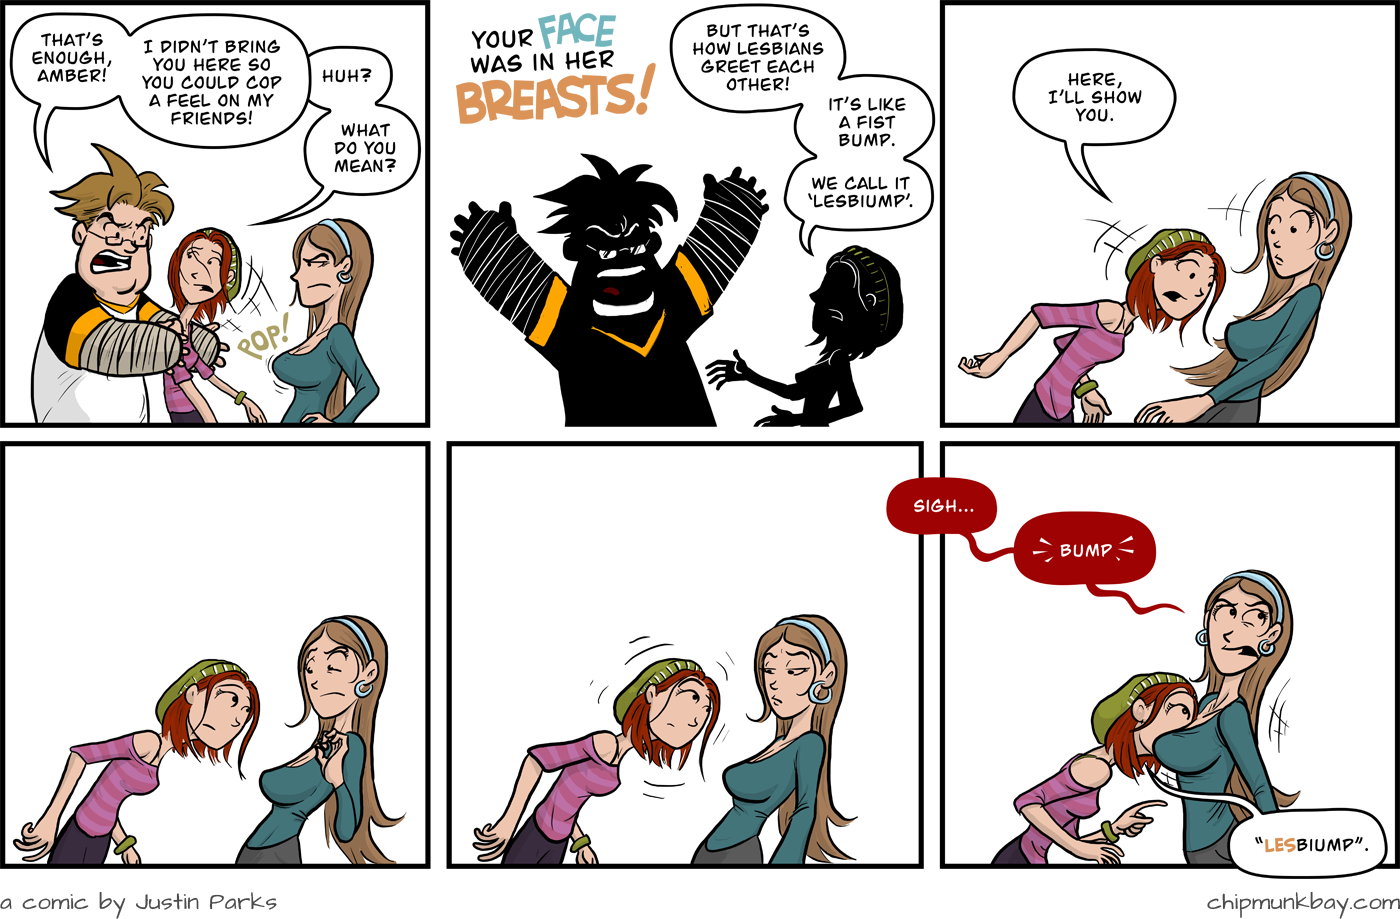 THAT'S
ENOUGH,
AMBER!
I DIDN'T BRING
YOU HERE SO
YOU COULD COP
A FEEL ON MY
FRIENDS!
HUH?
WHAT
DO YOU
MEAN?
POP!
YOUR FACE
WAS IN HER
BREASTS!
BUT THAT'S
HOW LESBIANS
GREET EACH
OTHER!
IT'S LIKE
A FIST
BUMP.
WE CALL IT
'LESBIUMP'.
HERE,
I'LL SHOW
YOU.
SIGH...
BUMP
"LESBIUMP".
a comic by Justin Parks
chipmunkbay.com